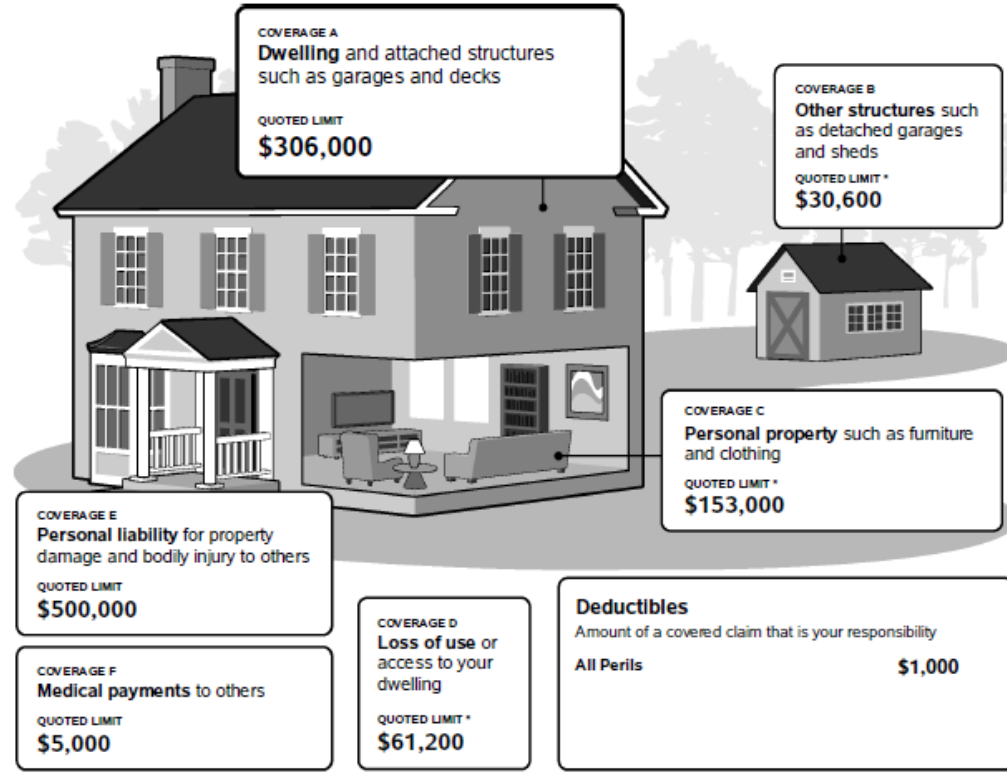 COVERAGE A
Dwelling and attached structures
such as garages and decks
QUOTED LIMIT
$306,000
COVERAGE B
Other structures such
as detached garages
and sheds
QUOTED LIMIT *
$30,600
COVERAGE C
Personal property such as furniture
and clothing
QUOTED LIMIT *
$153,000
COVERAGE E
Personal liability for property
damage and bodily injury to others
QUOTED LIMIT
$500,000
COVERAGE F
Medical payments to others
QUOTED LIMIT
$5,000
COVERAGE D
Loss of use or
access to your
dwelling
QUOTED LIMIT *
$61,200
Deductibles
Amount of a covered claim that is your responsibility
All Perils $1,000